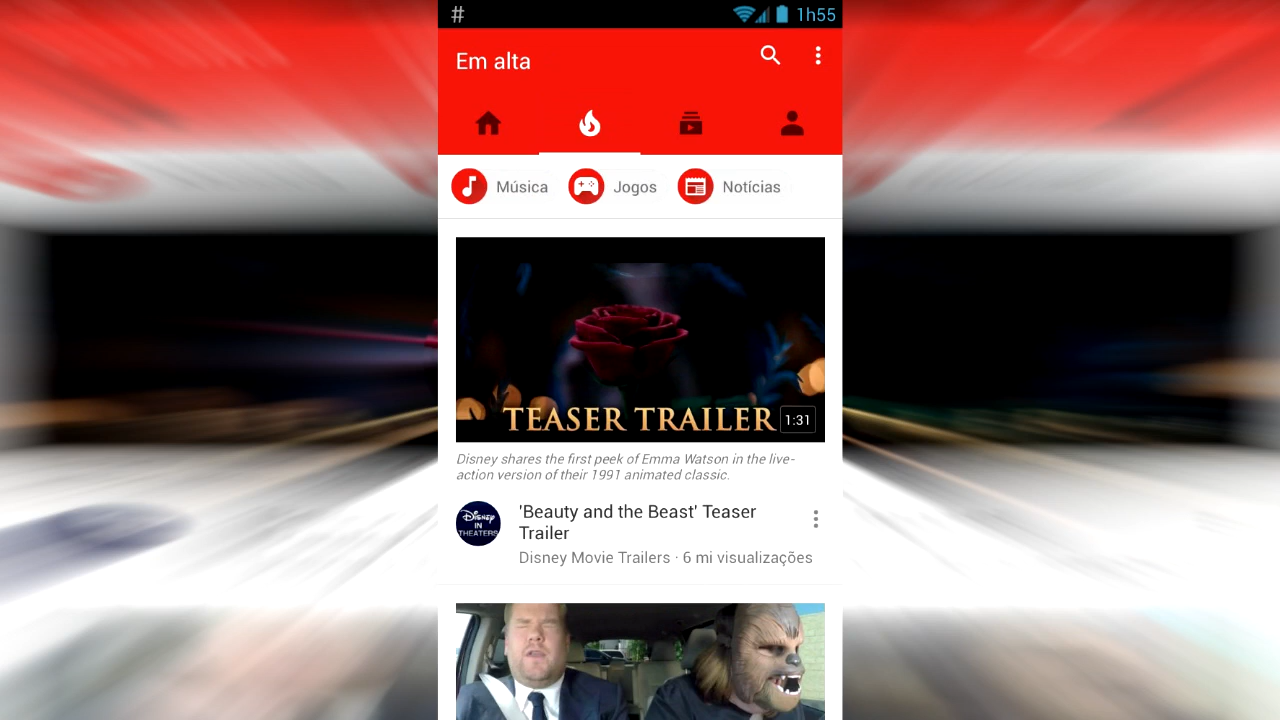 # 1h55
Em alta
Música Jogos Notícias
TEASER TRAILER 1:31
Disney shares the first peek of Emma Watson in the live-
action version of their 1991 animated classic.
DISNEY
IN
THEATERS
'Beauty and the Beast' Teaser
Trailer
Disney Movie Trailers · 6 mi visualizações